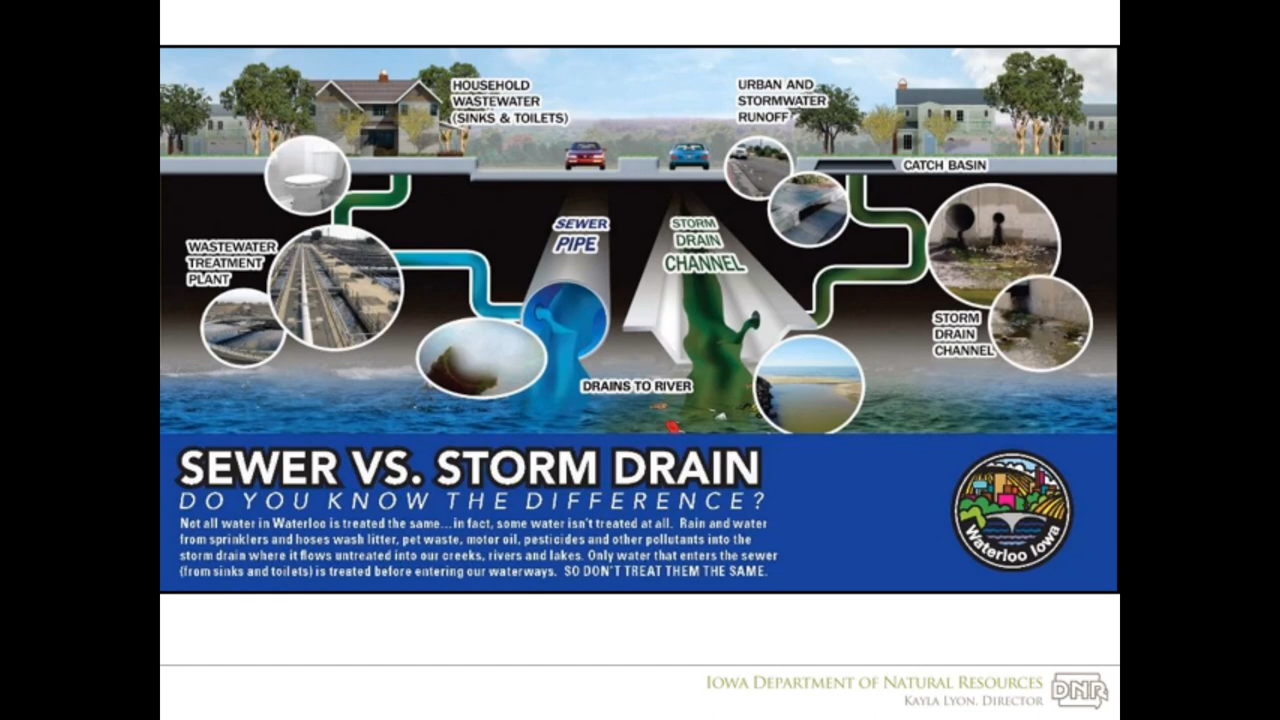 HOUSEHOLD
WASTEWATER
(SINKS & TOILETS)
URBAN AND
STORMWATER
RUNOFF
CATCH BASIN
SEWER
PIPE
STORM
DRAIN
CHANNEL
WASTEWATER
TREATMENT
PLANT
STORM
DRAIN
CHANNEL
DRAINS TO RIVER
SEWER VS. STORM DRAIN
DO YOU KNOW THE DIFFERENCE?
Not all water in Waterloo is treated the same...in fact, some water isn't treated at all. Rain and water
from sprinklers and hoses wash litter, pet waste, motor oil, pesticides and other pollutants into the
storm drain where it flows untreated into our creeks, rivers and lakes. Only water that enters the sewer
(from sinks and toilets) is treated before entering our waterways. SO DON'T TREAT THEM THE SAME.
Waterloo Iowa
IOWA DEPARTMENT OF NATURAL RESOURCES
KAYLA LYON, DIRECTOR
DNR